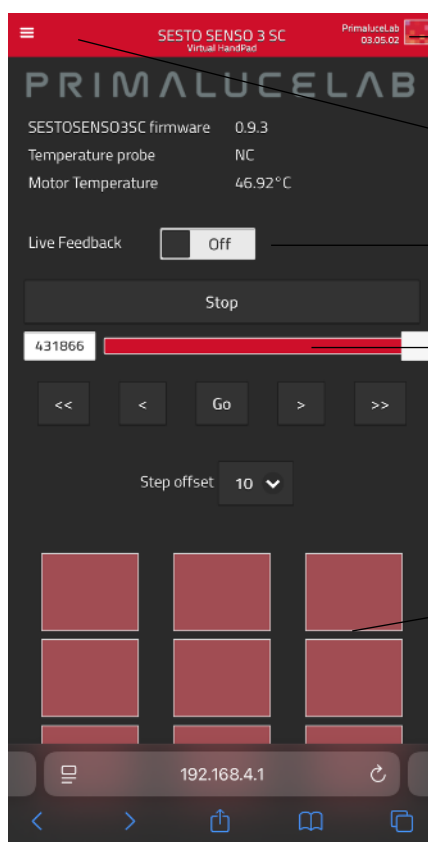 SESTO SENSO 3 SC
Virtual HandPad
PrimaluceLab
03.05.02
PRIMALUCELAB
SESTOSENSO3SC firmware 0.9.3
Temperature probe NC
Motor Temperature 46.92°C
Live Feedback Off
Stop
431866
<< < Go > >>
Step offset 10
192.168.4.1